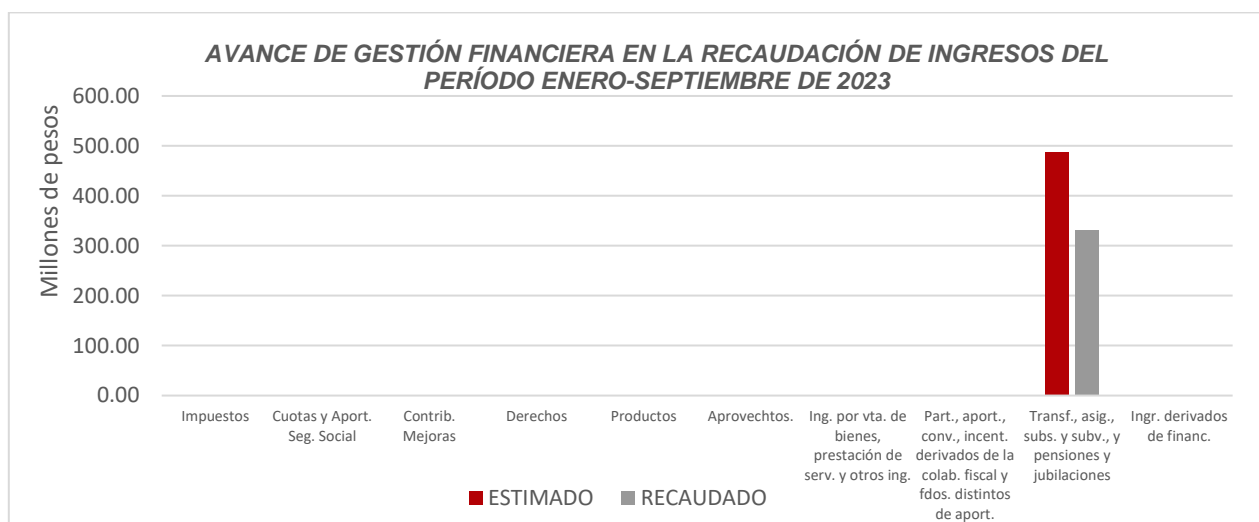 AVANCE DE GESTIÓN FINANCIERA EN LA RECAUDACIÓN DE INGRESOS DEL
PERÍODO ENERO-SEPTIEMBRE DE 2023
Millones de pesos
600.00
500.00
400.00
300.00
200.00
100.00
0.00
Impuestos
Cuotas y Aport.
Seg. Social
Contrib.
Mejoras
Derechos
Productos
Aprovechtos.
Ing. por vta. de
bienes,
prestación de
serv. y otros ing.
Part., aport.,
conv., incent.
derivados de la
colab. fiscal y
fdos. distintos
de aport.
Transf., asig.,
subs. y subv., y
pensiones y
jubilaciones
Ingr. derivados
de financ.
ESTIMADO
RECAUDADO